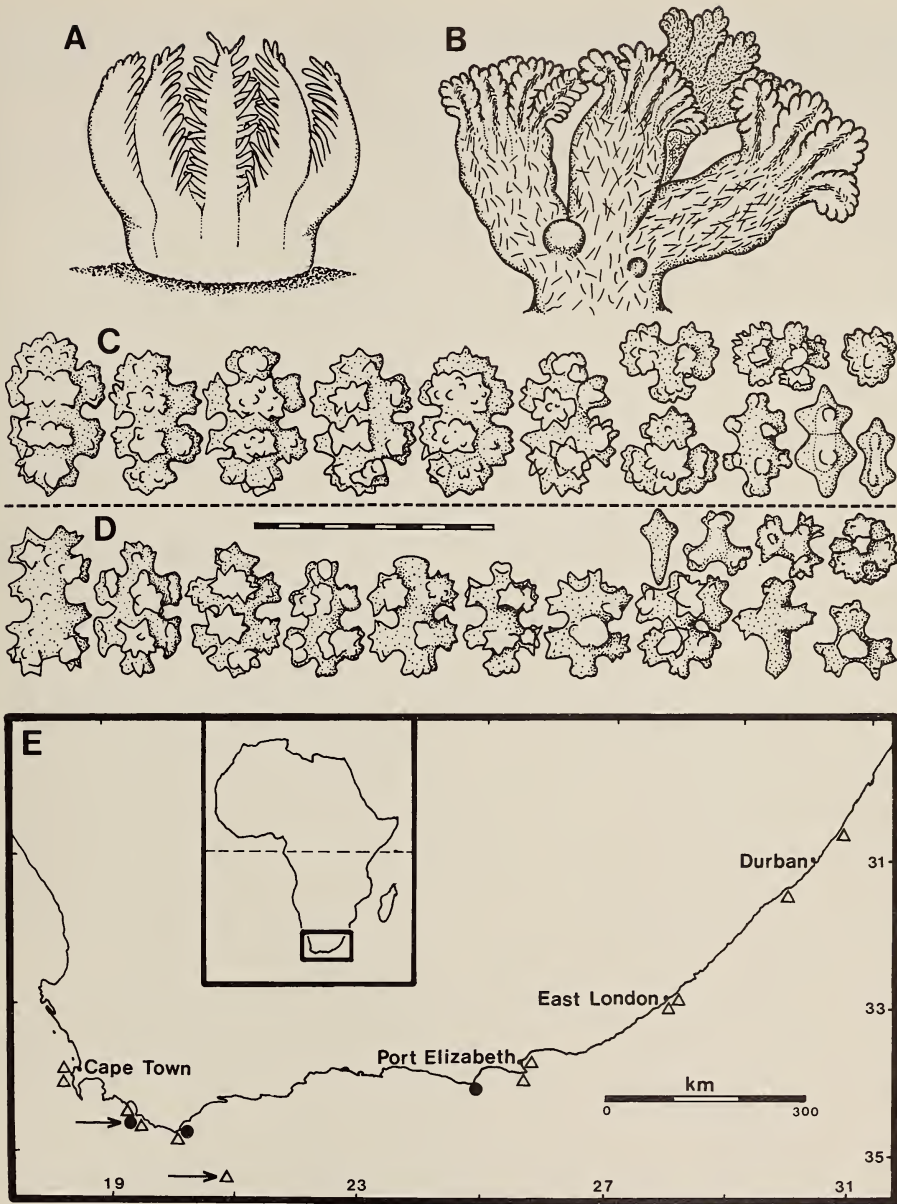 A
B
C
D
E
Durban
31
East London
33
Port Elizabeth
Cape Town
km
0 300
35
19 23 27 31